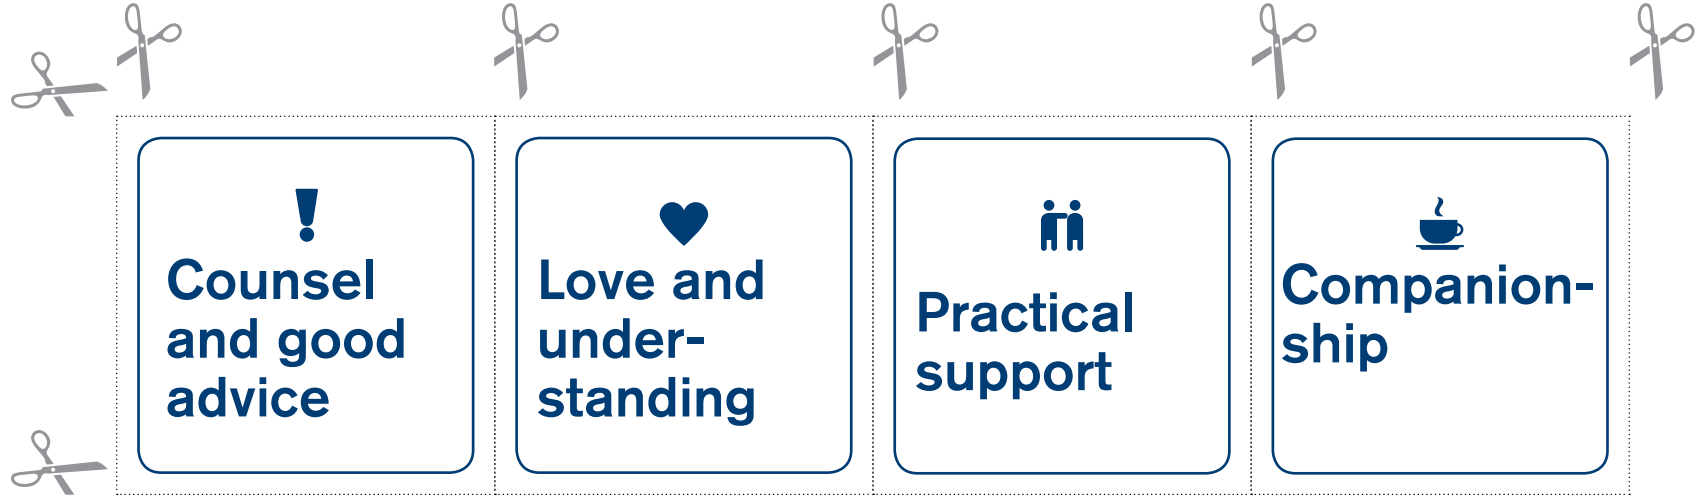 Counsel
and good
advice
Love and
under-
standing
Practical
support
Companion-
ship